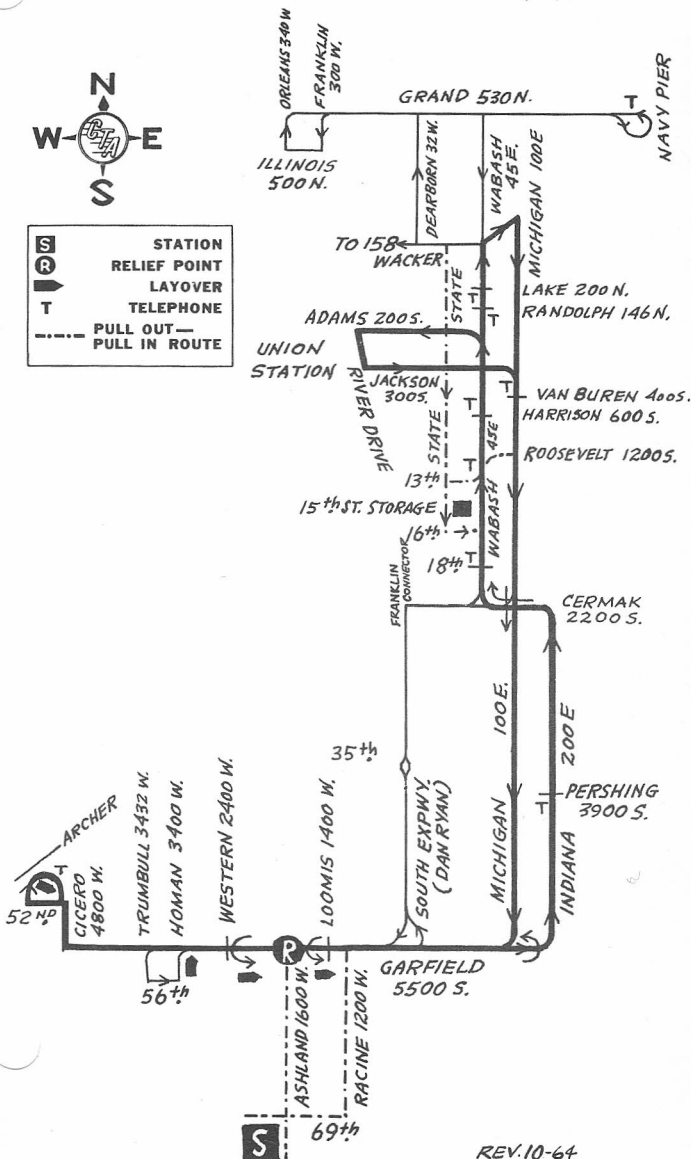 ORLEANS 340W
FRANKLIN
300 W.
GRAND 530 N.
T
NAVY PIER
N
W
CTA
E
S
ILLINOIS
500 N.
DEARBORN 32 W.
WABASH
45 E.
MICHIGAN 100E
S STATION
R RELIEF POINT
LAYOVER
T TELEPHONE
PULL OUT—
PULL IN ROUTE
TO 158
WACKER
STATE
T
LAKE 200 N.
T
RANDOLPH 146 N.
ADAMS 200 S.
UNION
STATION
JACKSON
300 S.
RIVER DRIVE
T
VAN BUREN 400 S.
T
HARRISON 600 S.
STATE
45E
T
ROOSEVELT 1200 S.
13th
15th ST. STORAGE
WABASH
16th
T
18th
FRANKLIN
CONNECTOR
CERMAK
2200 S.
100 E.
200 E
35th
PERSHING
3900 S.
T
SOUTH EXPWY.
(DAN RYAN)
MICHIGAN
INDIANA
ARCHER
T
52ND
CICERO
4800 W.
TRUMBULL 3432 W.
HOMAN 3400 W.
WESTERN 2400 W.
LOOMIS 1400 W.
R
56th
GARFIELD
5500 S.
ASHLAND 1600 W.
RACINE 1200 W.
S
69th
REV. 10-64